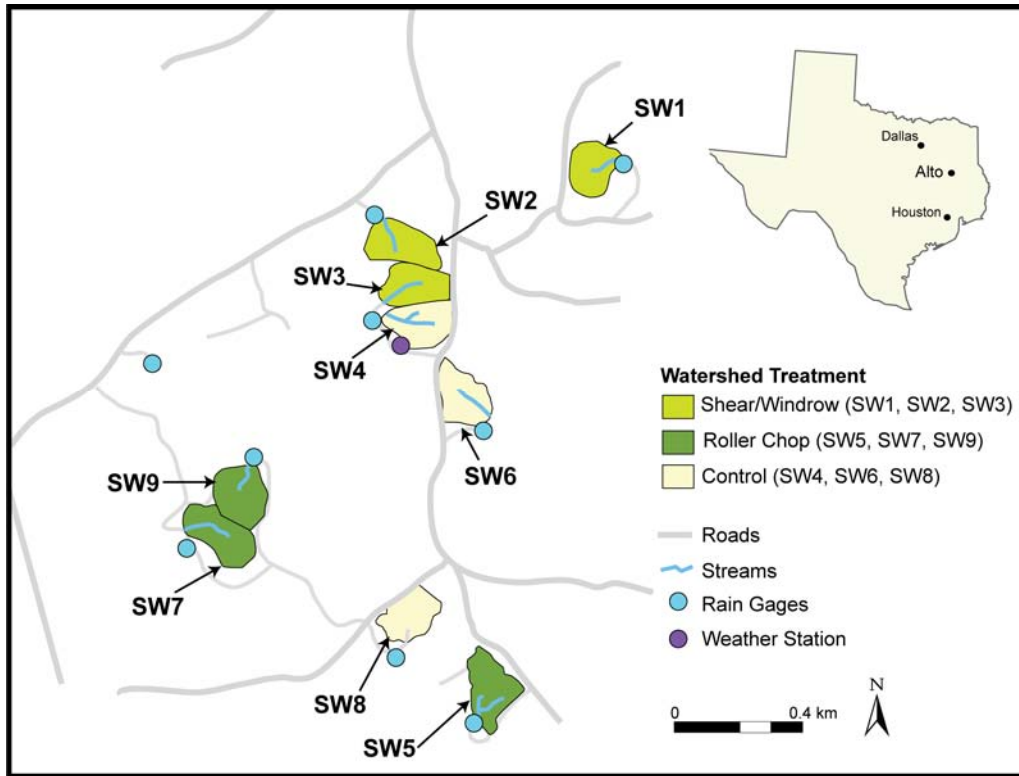 SW1
SW2
SW3
SW4
SW6
SW9
SW7
SW8
SW5
Dallas
Alto
Houston
Watershed Treatment
Shear/Windrow (SW1, SW2, SW3)
Roller Chop (SW5, SW7, SW9)
Control (SW4, SW6, SW8)
Roads
Streams
Rain Gages
Weather Station
0 0.4 km
N